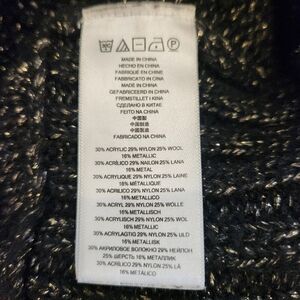 MADE IN CHINA
HECHO EN CHINA
FABRIQUÉ EN CHINE
FABBRICATO IN CINA
MADE IN CHINA
GEFABRICEERD IN CHINA
FREMSTILLET I KINA
СДЕЛАНО В КИТАЕ
FEITO NA CHINA
中国製
中国制造
中國製造
FABRICADO NA CHINA
30% ACRYLIC 29% NYLON 25% WOOL
16% METALLIC
30% ACRÍLICO 29% NAILON 25% LANA
16% METAL
30% ACRYLIQUE 29% NYLON 25% LAINE
16% MÉTALLIQUE
30% ACRILICO 29% NYLON 25% LANA
16% METALLICO
30% ACRYL 29% NYLON 25% WOLLE
16% METALLISCH
30% ACRYL 29% NYLON 25% WOL
16% METALLIC
30% ACRYLAGTIG 29% NYLON 25% ULD
16% METALLISK
30% АКРИЛОВОЕ ВОЛОКНО 29% НЕЙЛОН
25% ШЕРСТЬ 16% МЕТАЛЛИК
30% ACRÍLICO 29% NYLON 25% LÃ
16% METÁLICO